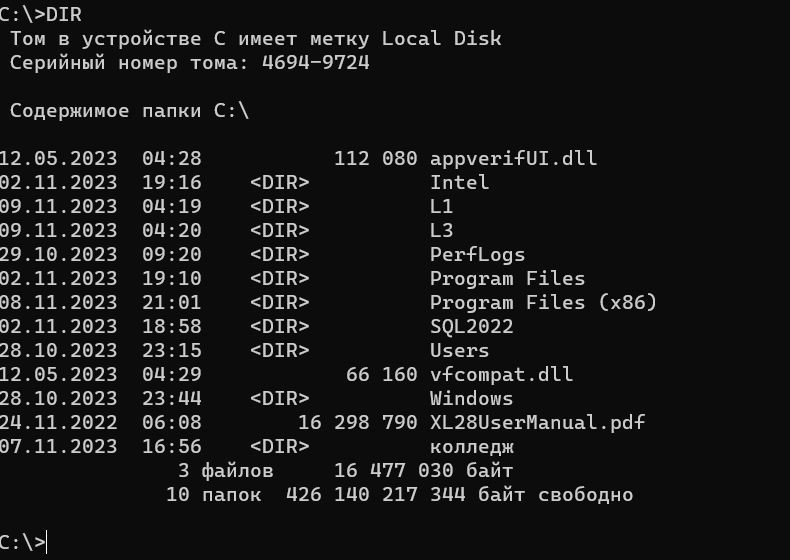 C:\>DIR
Том в устройстве C имеет метку Local Disk
Серийный номер тома: 4694-9724
Содержимое папки C:\
12.05.2023  04:28           112 080 appverifUI.dll
02.11.2023  19:16    <DIR>          Intel
09.11.2023  04:19    <DIR>          L1
09.11.2023  04:20    <DIR>          L3
29.10.2023  09:20    <DIR>          PerfLogs
02.11.2023  19:10    <DIR>          Program Files
08.11.2023  21:01    <DIR>          Program Files (x86)
02.11.2023  18:58    <DIR>          SQL2022
28.10.2023  23:15    <DIR>          Users
12.05.2023  04:29            66 160 vfcompat.dll
28.10.2023  23:44    <DIR>          Windows
24.11.2022  06:08        16 298 790 XL28UserManual.pdf
07.11.2023  16:56    <DIR>          колледж
3 файлов     16 477 030 байт
10 папок  426 140 217 344 байт свободно
C:\>